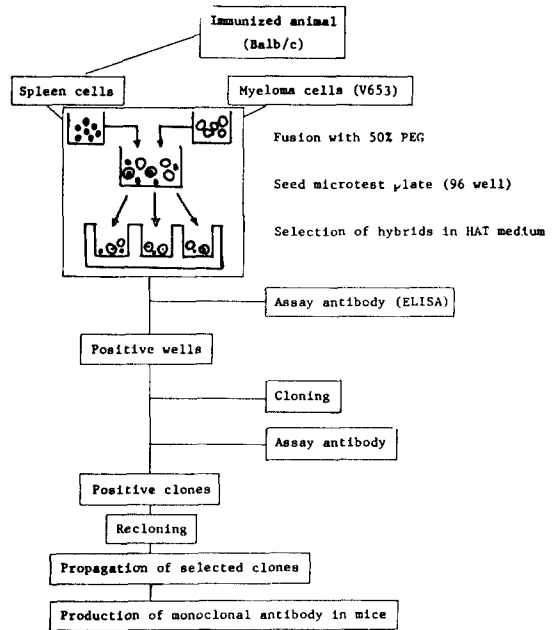 Immunized animal
(Balb/c)
Spleen cells
Myeloma cells (V653)
Fusion with 50% PEG
Seed microtest plate (96 well)
Selection of hybrids in HAT medium
Assay antibody (ELISA)
Positive wells
Cloning
Assay antibody
Positive clones
Recloning
Propagation of selected clones
Production of monoclonal antibody in mice